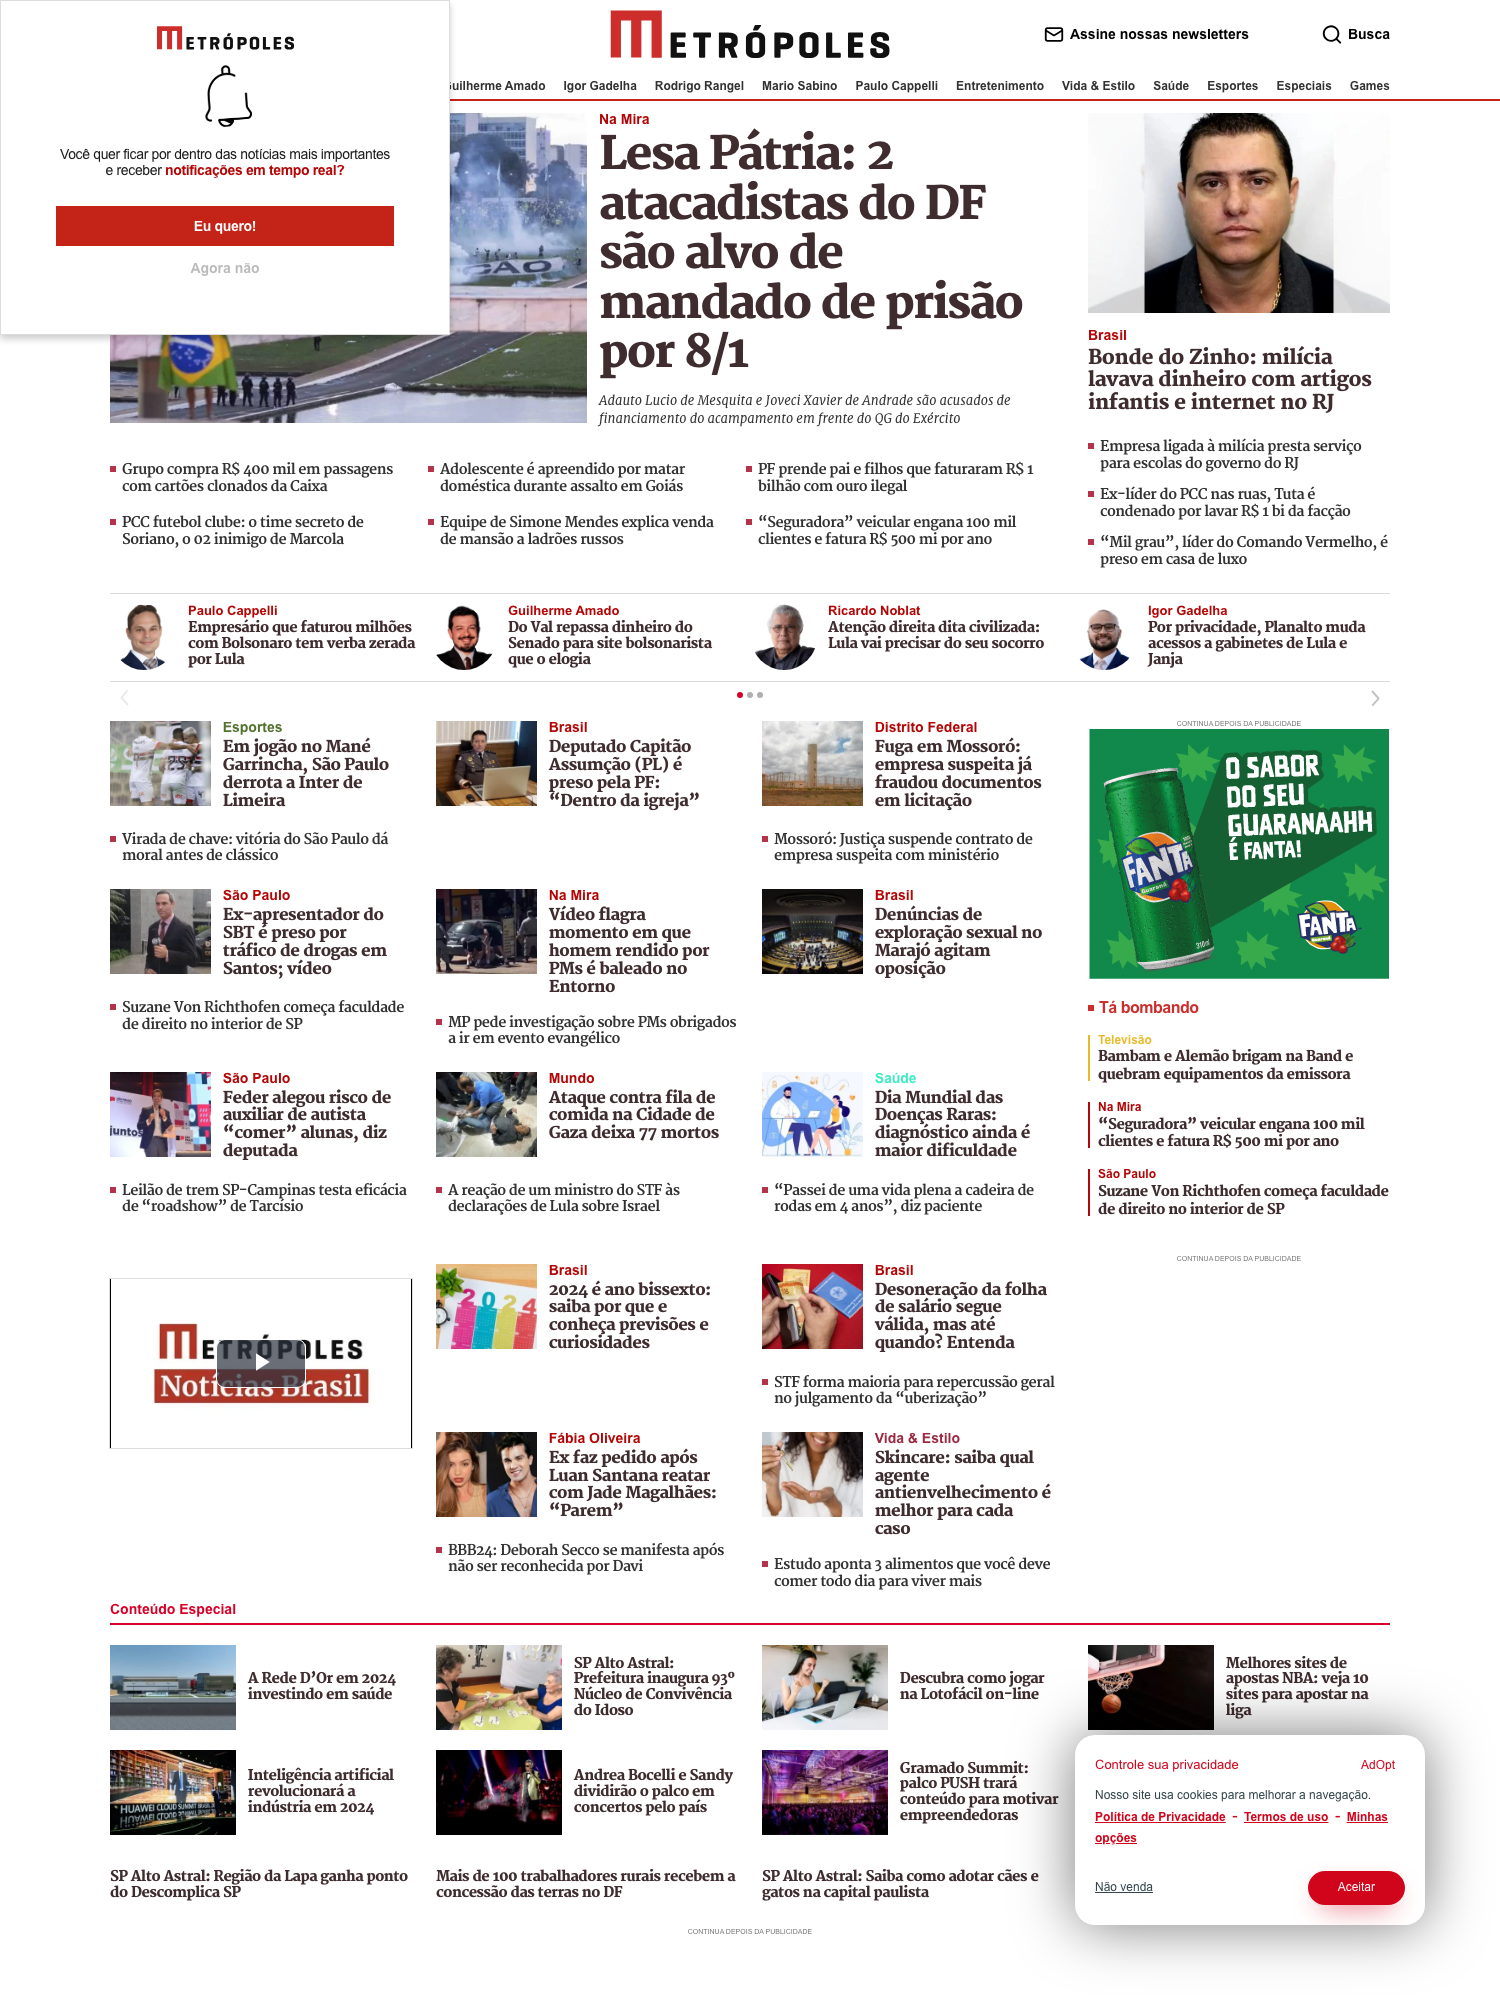 METRÓPOLES
Você quer ficar por dentro das notícias mais importantes
e receber notificações em tempo real?
Eu quero!
Agora não
METRÓPOLES
Assine nossas newsletters
Busca
Guilherme Amado
Igor Gadelha
Rodrigo Rangel
Mario Sabino
Paulo Cappelli
Entretenimento
Vida & Estilo
Saúde
Esportes
Especiais
Games
Na Mira
Lesa Pátria: 2
atacadistas do DF
são alvo de
mandado de prisão
por 8/1
Adauto Lucio de Mesquita e Joveci Xavier de Andrade são acusados de
financiamento do acampamento em frente do QG do Exército
Brasil
Bonde do Zinho: milícia
lavava dinheiro com artigos
infantis e internet no RJ
Empresa ligada à milícia presta serviço
para escolas do governo do RJ
Ex-líder do PCC nas ruas, Tuta é
condenado por lavar R$ 1 bi da facção
“Mil grau”, líder do Comando Vermelho, é
preso em casa de luxo
Grupo compra R$ 400 mil em passagens
com cartões clonados da Caixa
Adolescente é apreendido por matar
doméstica durante assalto em Goiás
PF prende pai e filhos que faturaram R$ 1
bilhão com ouro ilegal
PCC futebol clube: o time secreto de
Soriano, o 02 inimigo de Marcola
Equipe de Simone Mendes explica venda
de mansão a ladrões russos
“Seguradora” veicular engana 100 mil
clientes e fatura R$ 500 mi por ano
Paulo Cappelli
Empresário que faturou milhões
com Bolsonaro tem verba zerada
por Lula
Guilherme Amado
Do Val repassa dinheiro do
Senado para site bolsonarista
que o elogia
Ricardo Noblat
Atenção direita dita civilizada:
Lula vai precisar do seu socorro
Igor Gadelha
Por privacidade, Planalto muda
acessos a gabinetes de Lula e
Janja
Esportes
Em jogão no Mané
Garrincha, São Paulo
derrota a Inter de
Limeira
Virada de chave: vitória do São Paulo dá
moral antes de clássico
Brasil
Deputado Capitão
Assumção (PL) é
preso pela PF:
“Dentro da igreja”
Distrito Federal
Fuga em Mossoró:
empresa suspeita já
fraudou documentos
em licitação
Mossoró: Justiça suspende contrato de
empresa suspeita com ministério
CONTINUA DEPOIS DA PUBLICIDADE
O SABOR
DO SEU
GUARANAAHH
É FANTA!
FANTA
Guaraná
310ml
FANTA
Guaraná
São Paulo
Ex-apresentador do
SBT é preso por
tráfico de drogas em
Santos; vídeo
Suzane Von Richthofen começa faculdade
de direito no interior de SP
Na Mira
Vídeo flagra
momento em que
homem rendido por
PMs é baleado no
Entorno
MP pede investigação sobre PMs obrigados
a ir em evento evangélico
Brasil
Denúncias de
exploração sexual no
Marajó agitam
oposição
Tá bombando
Televisão
Bambam e Alemão brigam na Band e
quebram equipamentos da emissora
Na Mira
“Seguradora” veicular engana 100 mil
clientes e fatura R$ 500 mi por ano
São Paulo
Suzane Von Richthofen começa faculdade
de direito no interior de SP
CONTINUA DEPOIS DA PUBLICIDADE
juntos
São Paulo
Feder alegou risco de
auxiliar de autista
“comer” alunas, diz
deputada
Leilão de trem SP-Campinas testa eficácia
de “roadshow” de Tarcísio
Mundo
Ataque contra fila de
comida na Cidade de
Gaza deixa 77 mortos
A reação de um ministro do STF às
declarações de Lula sobre Israel
Saúde
Dia Mundial das
Doenças Raras:
diagnóstico ainda é
maior dificuldade
“Passei de uma vida plena a cadeira de
rodas em 4 anos”, diz paciente
METRÓPOLES
Notícias Brasil
2024
Brasil
2024 é ano bissexto:
saiba por que e
conheça previsões e
curiosidades
Brasil
Desoneração da folha
de salário segue
válida, mas até
quando? Entenda
STF forma maioria para repercussão geral
no julgamento da “uberização”
Fábia Oliveira
Ex faz pedido após
Luan Santana reatar
com Jade Magalhães:
“Parem”
BBB24: Deborah Secco se manifesta após
não ser reconhecida por Davi
Vida & Estilo
Skincare: saiba qual
agente
antienvelhecimento é
melhor para cada
caso
Estudo aponta 3 alimentos que você deve
comer todo dia para viver mais
Conteúdo Especial
A Rede D’Or em 2024
investindo em saúde
SP Alto Astral:
Prefeitura inaugura 93º
Núcleo de Convivência
do Idoso
Descubra como jogar
na Lotofácil on-line
Melhores sites de
apostas NBA: veja 10
sites para apostar na
liga
HUAWEI CLOUD SUMMIT BRASIL
Inteligência artificial
revolucionará a
indústria em 2024
Andrea Bocelli e Sandy
dividirão o palco em
concertos pelo país
Gramado Summit:
palco PUSH trará
conteúdo para motivar
empreendedoras
SP Alto Astral: Região da Lapa ganha ponto
do Descomplica SP
Mais de 100 trabalhadores rurais recebem a
concessão das terras no DF
SP Alto Astral: Saiba como adotar cães e
gatos na capital paulista
Controle sua privacidade
AdOpt
Nosso site usa cookies para melhorar a navegação.
Política de Privacidade - Termos de uso - Minhas
opções
Não venda
Aceitar
CONTINUA DEPOIS DA PUBLICIDADE